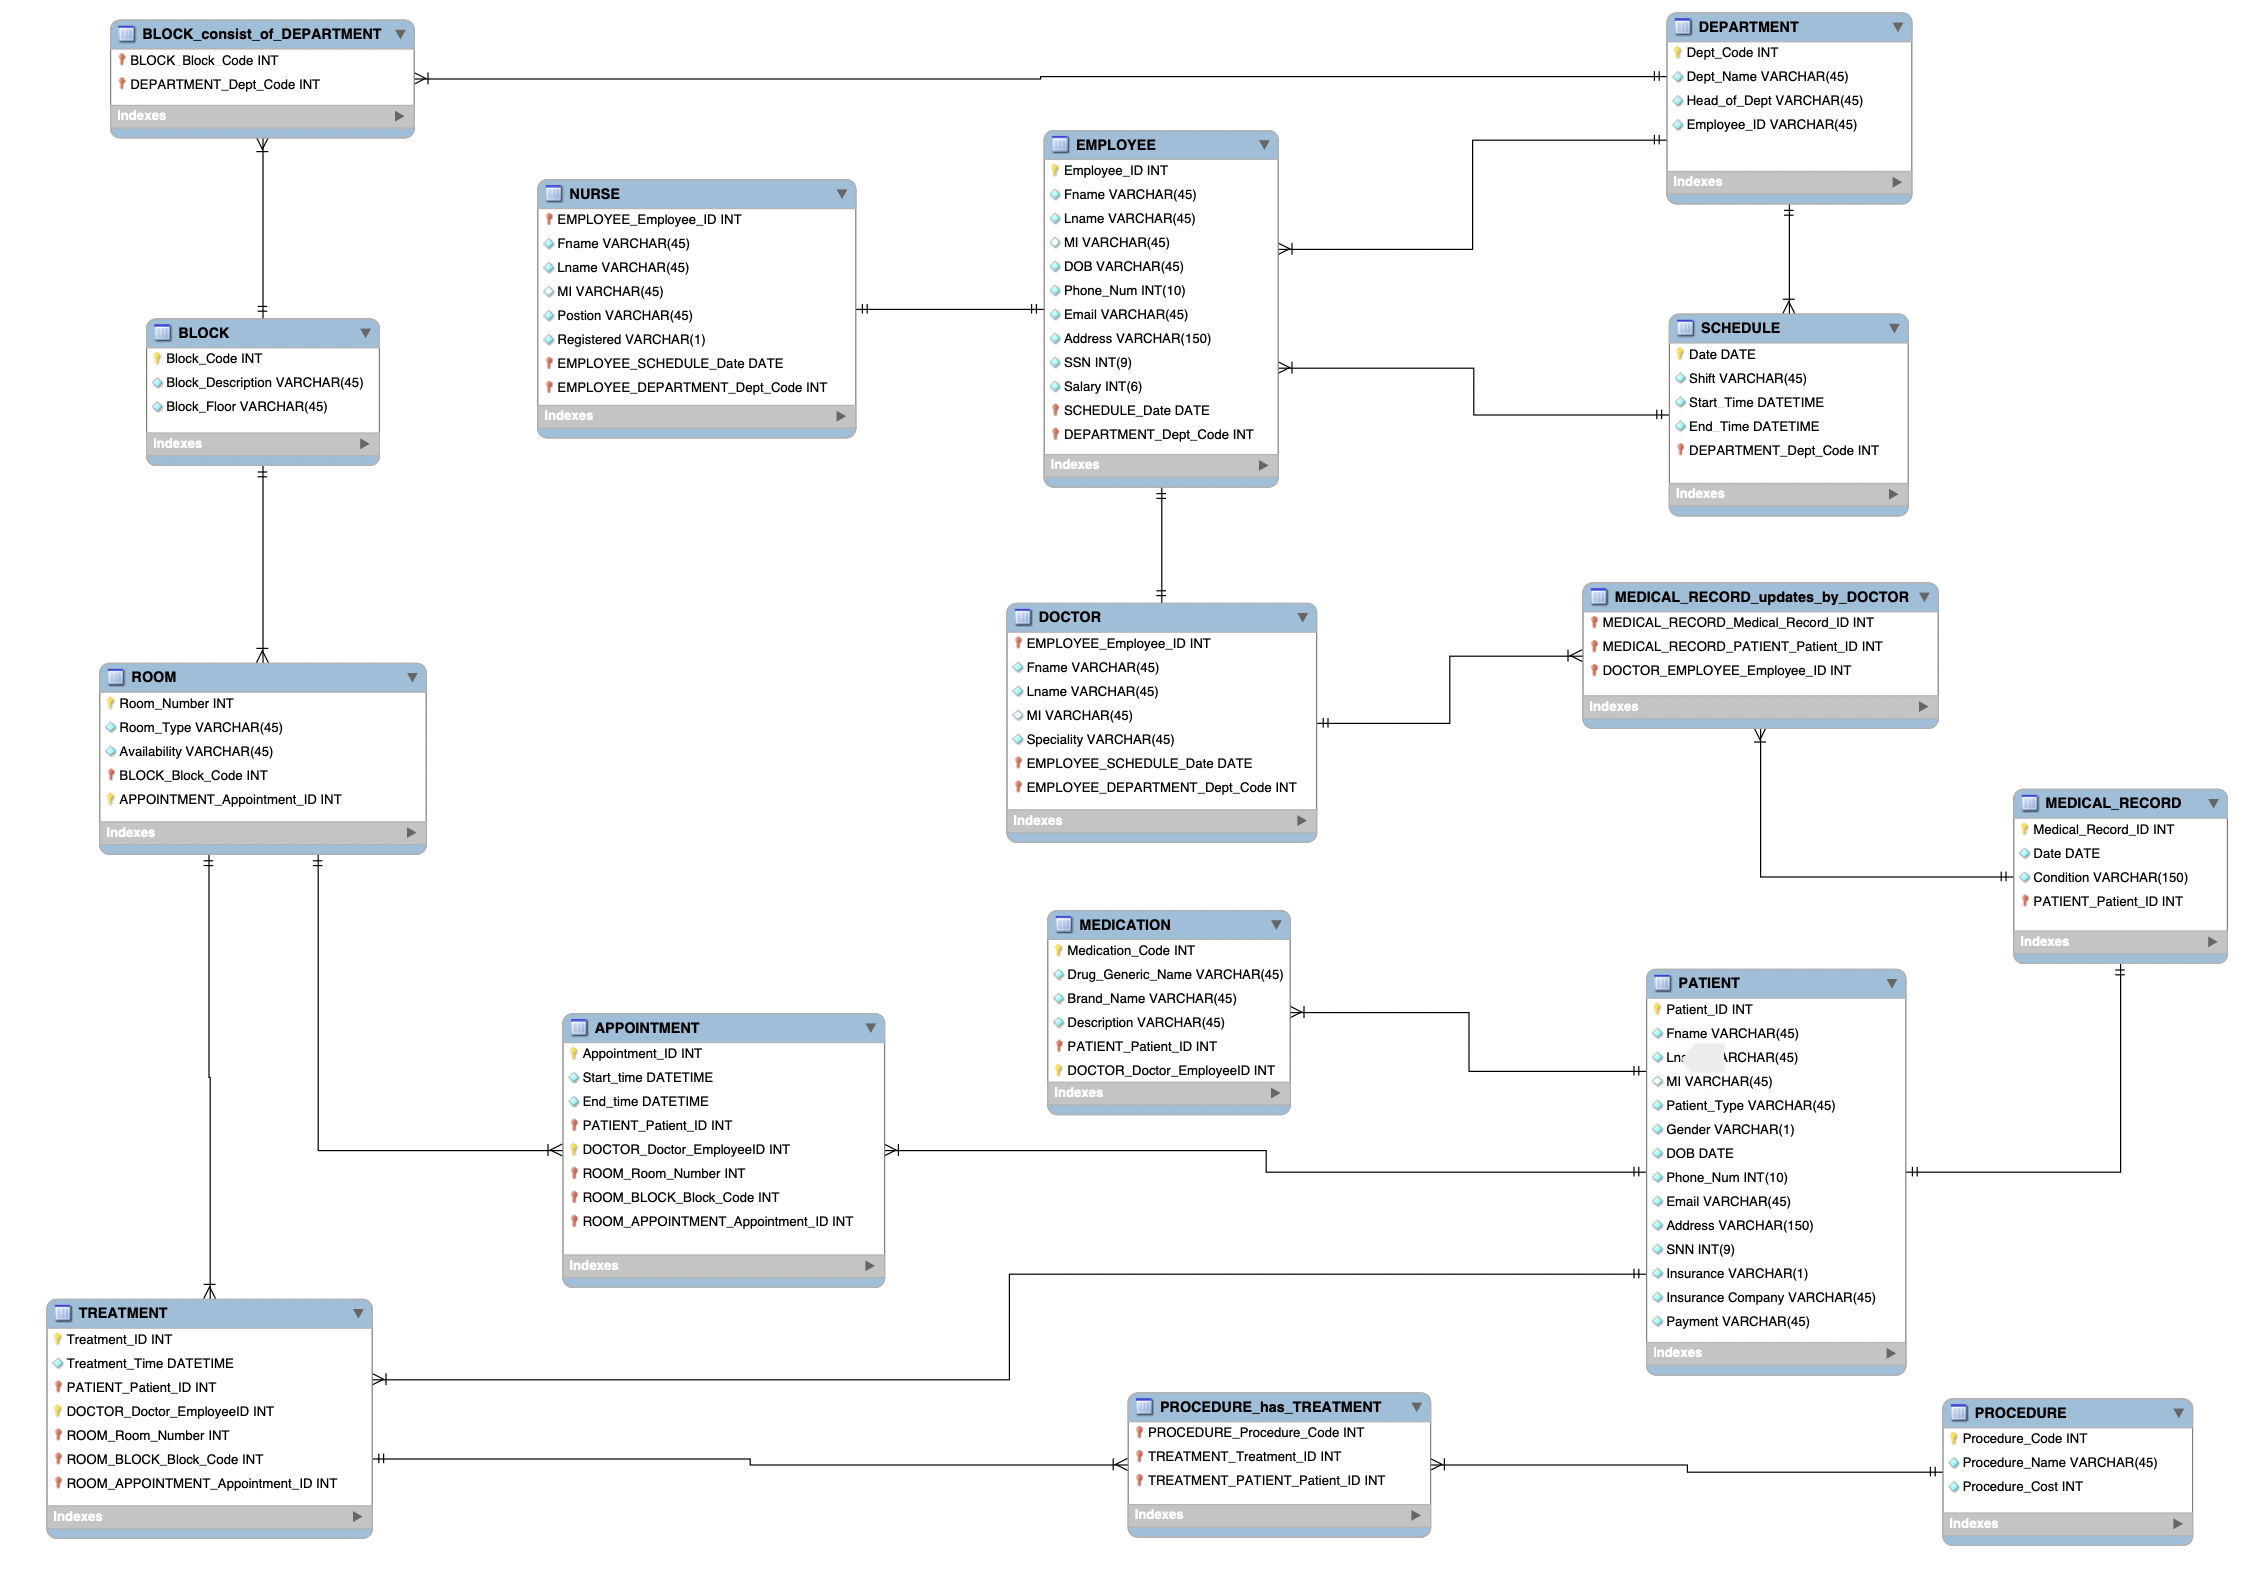 BLOCK_consist_of_DEPARTMENT
BLOCK_Block_Code INT
DEPARTMENT_Dept_Code INT
Indexes
DEPARTMENT
Dept_Code INT
Dept_Name VARCHAR(45)
Head_of_Dept VARCHAR(45)
Employee_ID VARCHAR(45)
Indexes
EMPLOYEE
Employee_ID INT
Fname VARCHAR(45)
Lname VARCHAR(45)
MI VARCHAR(45)
DOB VARCHAR(45)
Phone_Num INT(10)
Email VARCHAR(45)
Address VARCHAR(150)
SSN INT(9)
Salary INT(6)
SCHEDULE_Date DATE
DEPARTMENT_Dept_Code INT
Indexes
NURSE
EMPLOYEE_Employee_ID INT
Fname VARCHAR(45)
Lname VARCHAR(45)
MI VARCHAR(45)
Postion VARCHAR(45)
Registered VARCHAR(1)
EMPLOYEE_SCHEDULE_Date DATE
EMPLOYEE_DEPARTMENT_Dept_Code INT
Indexes
BLOCK
Block_Code INT
Block_Description VARCHAR(45)
Block_Floor VARCHAR(45)
Indexes
SCHEDULE
Date DATE
Shift VARCHAR(45)
Start_Time DATETIME
End_Time DATETIME
DEPARTMENT_Dept_Code INT
Indexes
DOCTOR
EMPLOYEE_Employee_ID INT
Fname VARCHAR(45)
Lname VARCHAR(45)
MI VARCHAR(45)
Speciality VARCHAR(45)
EMPLOYEE_SCHEDULE_Date DATE
EMPLOYEE_DEPARTMENT_Dept_Code INT
Indexes
MEDICAL_RECORD_updates_by_DOCTOR
MEDICAL_RECORD_Medical_Record_ID INT
MEDICAL_RECORD_PATIENT_Patient_ID INT
DOCTOR_EMPLOYEE_Employee_ID INT
Indexes
ROOM
Room_Number INT
Room_Type VARCHAR(45)
Availability VARCHAR(45)
BLOCK_Block_Code INT
APPOINTMENT_Appointment_ID INT
Indexes
MEDICAL_RECORD
Medical_Record_ID INT
Date DATE
Condition VARCHAR(150)
PATIENT_Patient_ID INT
Indexes
MEDICATION
Medication_Code INT
Drug_Generic_Name VARCHAR(45)
Brand_Name VARCHAR(45)
Description VARCHAR(45)
PATIENT_Patient_ID INT
DOCTOR_Doctor_EmployeeID INT
Indexes
PATIENT
Patient_ID INT
Fname VARCHAR(45)
MI VARCHAR(45)
Patient_Type VARCHAR(45)
Gender VARCHAR(1)
DOB DATE
Phone_Num INT(10)
Email VARCHAR(45)
Address VARCHAR(150)
SNN INT(9)
Insurance VARCHAR(1)
Insurance Company VARCHAR(45)
Payment VARCHAR(45)
Indexes
APPOINTMENT
Appointment_ID INT
Start_time DATETIME
End_time DATETIME
PATIENT_Patient_ID INT
DOCTOR_Doctor_EmployeeID INT
ROOM_Room_Number INT
ROOM_BLOCK_Block_Code INT
ROOM_APPOINTMENT_Appointment_ID INT
Indexes
TREATMENT
Treatment_ID INT
Treatment_Time DATETIME
PATIENT_Patient_ID INT
DOCTOR_Doctor_EmployeeID INT
ROOM_Room_Number INT
ROOM_BLOCK_Block_Code INT
ROOM_APPOINTMENT_Appointment_ID INT
Indexes
PROCEDURE_has_TREATMENT
PROCEDURE_Procedure_Code INT
TREATMENT_Treatment_ID INT
TREATMENT_PATIENT_Patient_ID INT
Indexes
PROCEDURE
Procedure_Code INT
Procedure_Name VARCHAR(45)
Procedure_Cost INT
Indexes